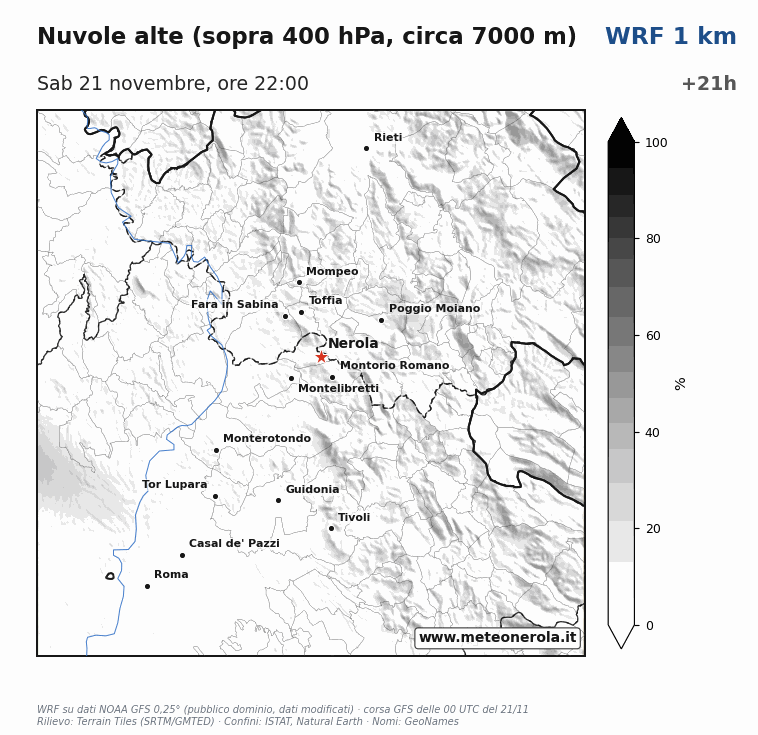 Nuvole alte (sopra 400 hPa, circa 7000 m) WRF 1 km
Sab 21 novembre, ore 22:00 +21h
Rieti
Mompeo
Fara in Sabina
Toffia
Poggio Moiano
Nerola
Montorio Romano
Montelibretti
Monterotondo
Tor Lupara
Guidonia
Tivoli
Casal de' Pazzi
Roma
www.meteonerola.it
100
80
60
40
20
0
%
WRF su dati NOAA GFS 0,25° (pubblico dominio, dati modificati) · corsa GFS delle 00 UTC del 21/11
Rilievo: Terrain Tiles (SRTM/GMTED) · Confini: ISTAT, Natural Earth · Nomi: GeoNames